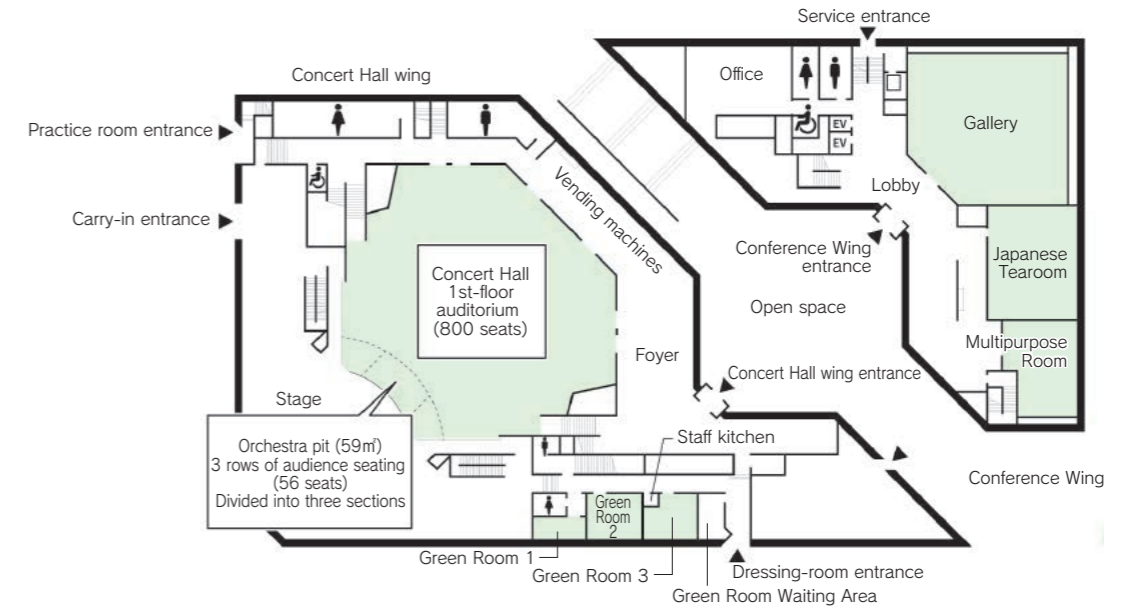 Service entrance
Concert Hall wing
Office
Practice room entrance
EV
EV
Gallery
Lobby
Vending machines
Carry-in entrance
Conference Wing
entrance
Japanese
Tearoom
Concert Hall
1st-floor
auditorium
(800 seats)
Open space
Multipurpose
Room
Foyer
Concert Hall wing entrance
Stage
Orchestra pit (59㎡)
3 rows of audience seating
(56 seats)
Divided into three sections
Staff kitchen
Conference Wing
Green
Room
2
Green Room 1
Green Room 3
Dressing-room entrance
Green Room Waiting Area